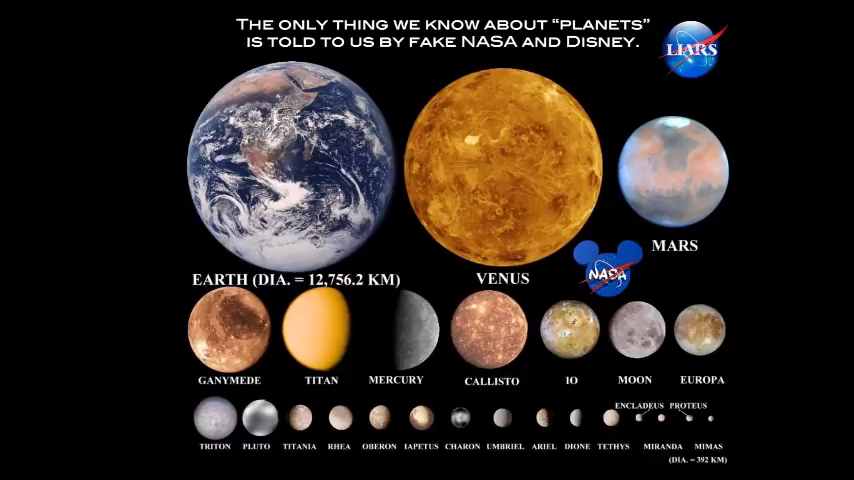 THE ONLY THING WE KNOW ABOUT “PLANETS”
IS TOLD TO US BY FAKE NASA AND DISNEY.
LIARS
MARS
EARTH (DIA. = 12,756.2 KM)
VENUS
NASA
GANYMEDE
TITAN
MERCURY
CALLISTO
IO
MOON
EUROPA
ENCLADEUS
PROTEUS
TRITON
PLUTO
TITANIA
RHEA
OBERON
IAPETUS
CHARON
UMBRIEL
ARIEL
DIONE
TETHYS
MIRANDA
MIMAS
(DIA. = 392 KM)